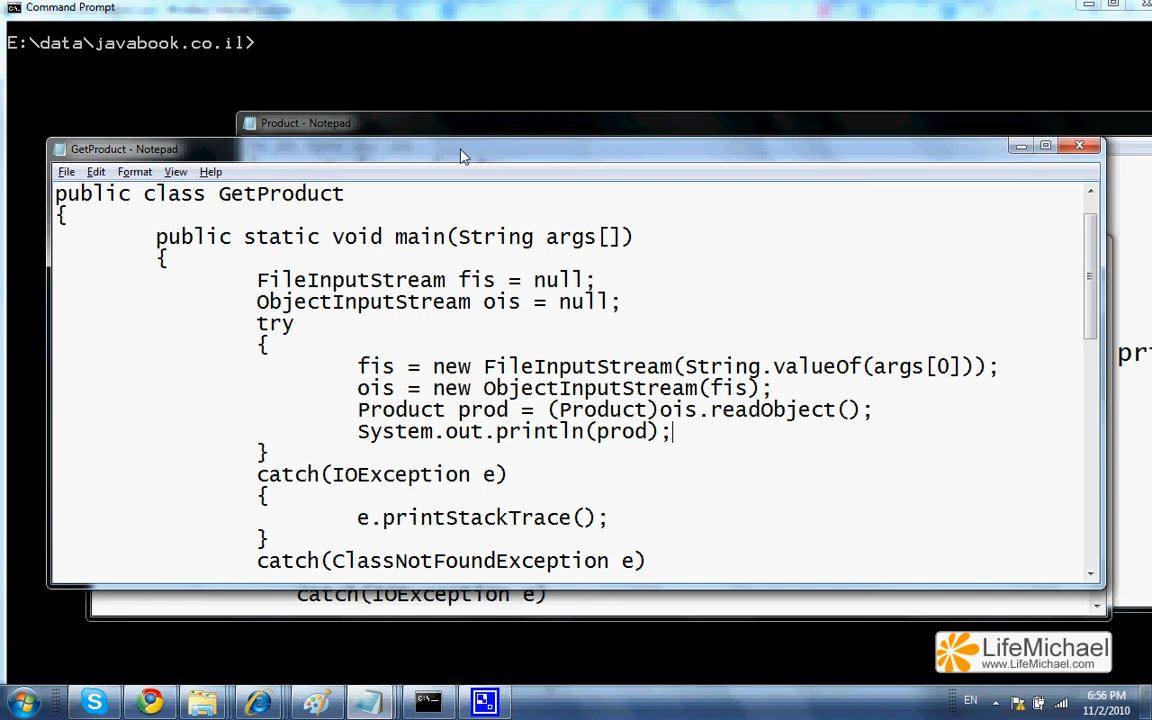 Command Prompt
E:\data\javabook.co.il>
Product - Notepad
GetProduct - Notepad
File Edit Format View Help
public class GetProduct
{
public static void main(String args[])
{
FileInputStream fis = null;
ObjectInputStream ois = null;
try
{
fis = new FileInputStream(String.valueOf(args[0]));
ois = new ObjectInputStream(fis);
Product prod = (Product)ois.readObject();
System.out.println(prod);
}
catch(IOException e)
{
e.printStackTrace();
}
catch(ClassNotFoundException e)
catch(IOException e)
LifeMichael
www.LifeMichael.com
EN
6:56 PM
11/2/2010